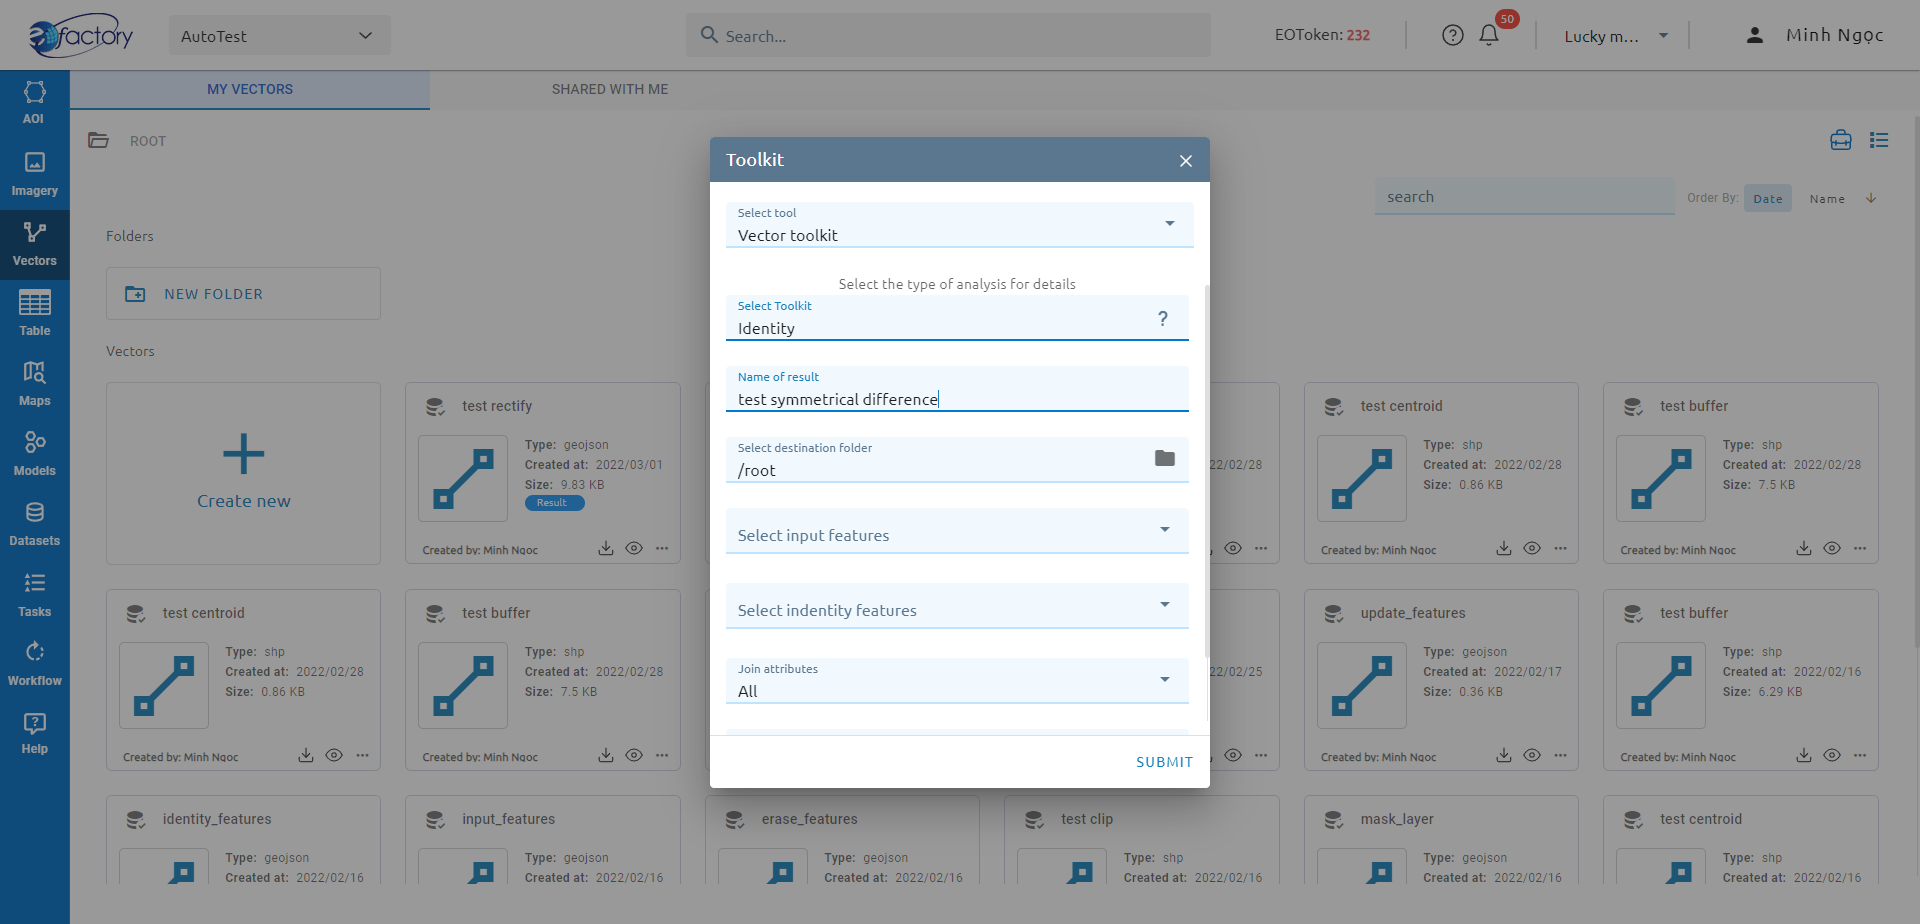 eofactory
AutoTest
Search...
EOToken: 232
50
Lucky m...
Minh Ngọc
AOI
Imagery
Vectors
Table
Maps
Models
Datasets
Tasks
Workflow
Help
MY VECTORS
SHARED WITH ME
ROOT
search
Order By:
Date
Name
Folders
NEW FOLDER
Vectors
Create new
test rectify
Type: geojson
Created at: 2022/03/01
Size: 9.83 KB
Result
Created by: Minh Ngoc
22/02/28
test centroid
Type: shp
Created at: 2022/02/28
Size: 0.86 KB
Created by: Minh Ngoc
test buffer
Type: shp
Created at: 2022/02/28
Size: 7.5 KB
Created by: Minh Ngoc
test centroid
Type: shp
Created at: 2022/02/28
Size: 0.86 KB
Created by: Minh Ngoc
test buffer
Type: shp
Created at: 2022/02/28
Size: 7.5 KB
Created by: Minh Ngoc
22/02/25
update_features
Type: geojson
Created at: 2022/02/17
Size: 0.36 KB
Created by: Minh Ngoc
test buffer
Type: shp
Created at: 2022/02/16
Size: 6.29 KB
Created by: Minh Ngoc
identity_features
Type: geojson
Created at: 2022/02/16
input_features
Type: geojson
Created at: 2022/02/16
erase_features
Type: geojson
Created at: 2022/02/16
test clip
Type: shp
Created at: 2022/02/16
mask_layer
Type: geojson
Created at: 2022/02/16
test centroid
Type: shp
Created at: 2022/02/16
Toolkit
Select tool
Vector toolkit
Select the type of analysis for details
Select Toolkit
Identity
?
Name of result
test symmetrical difference
Select destination folder
/root
Select input features
Select indentity features
Join attributes
All
SUBMIT